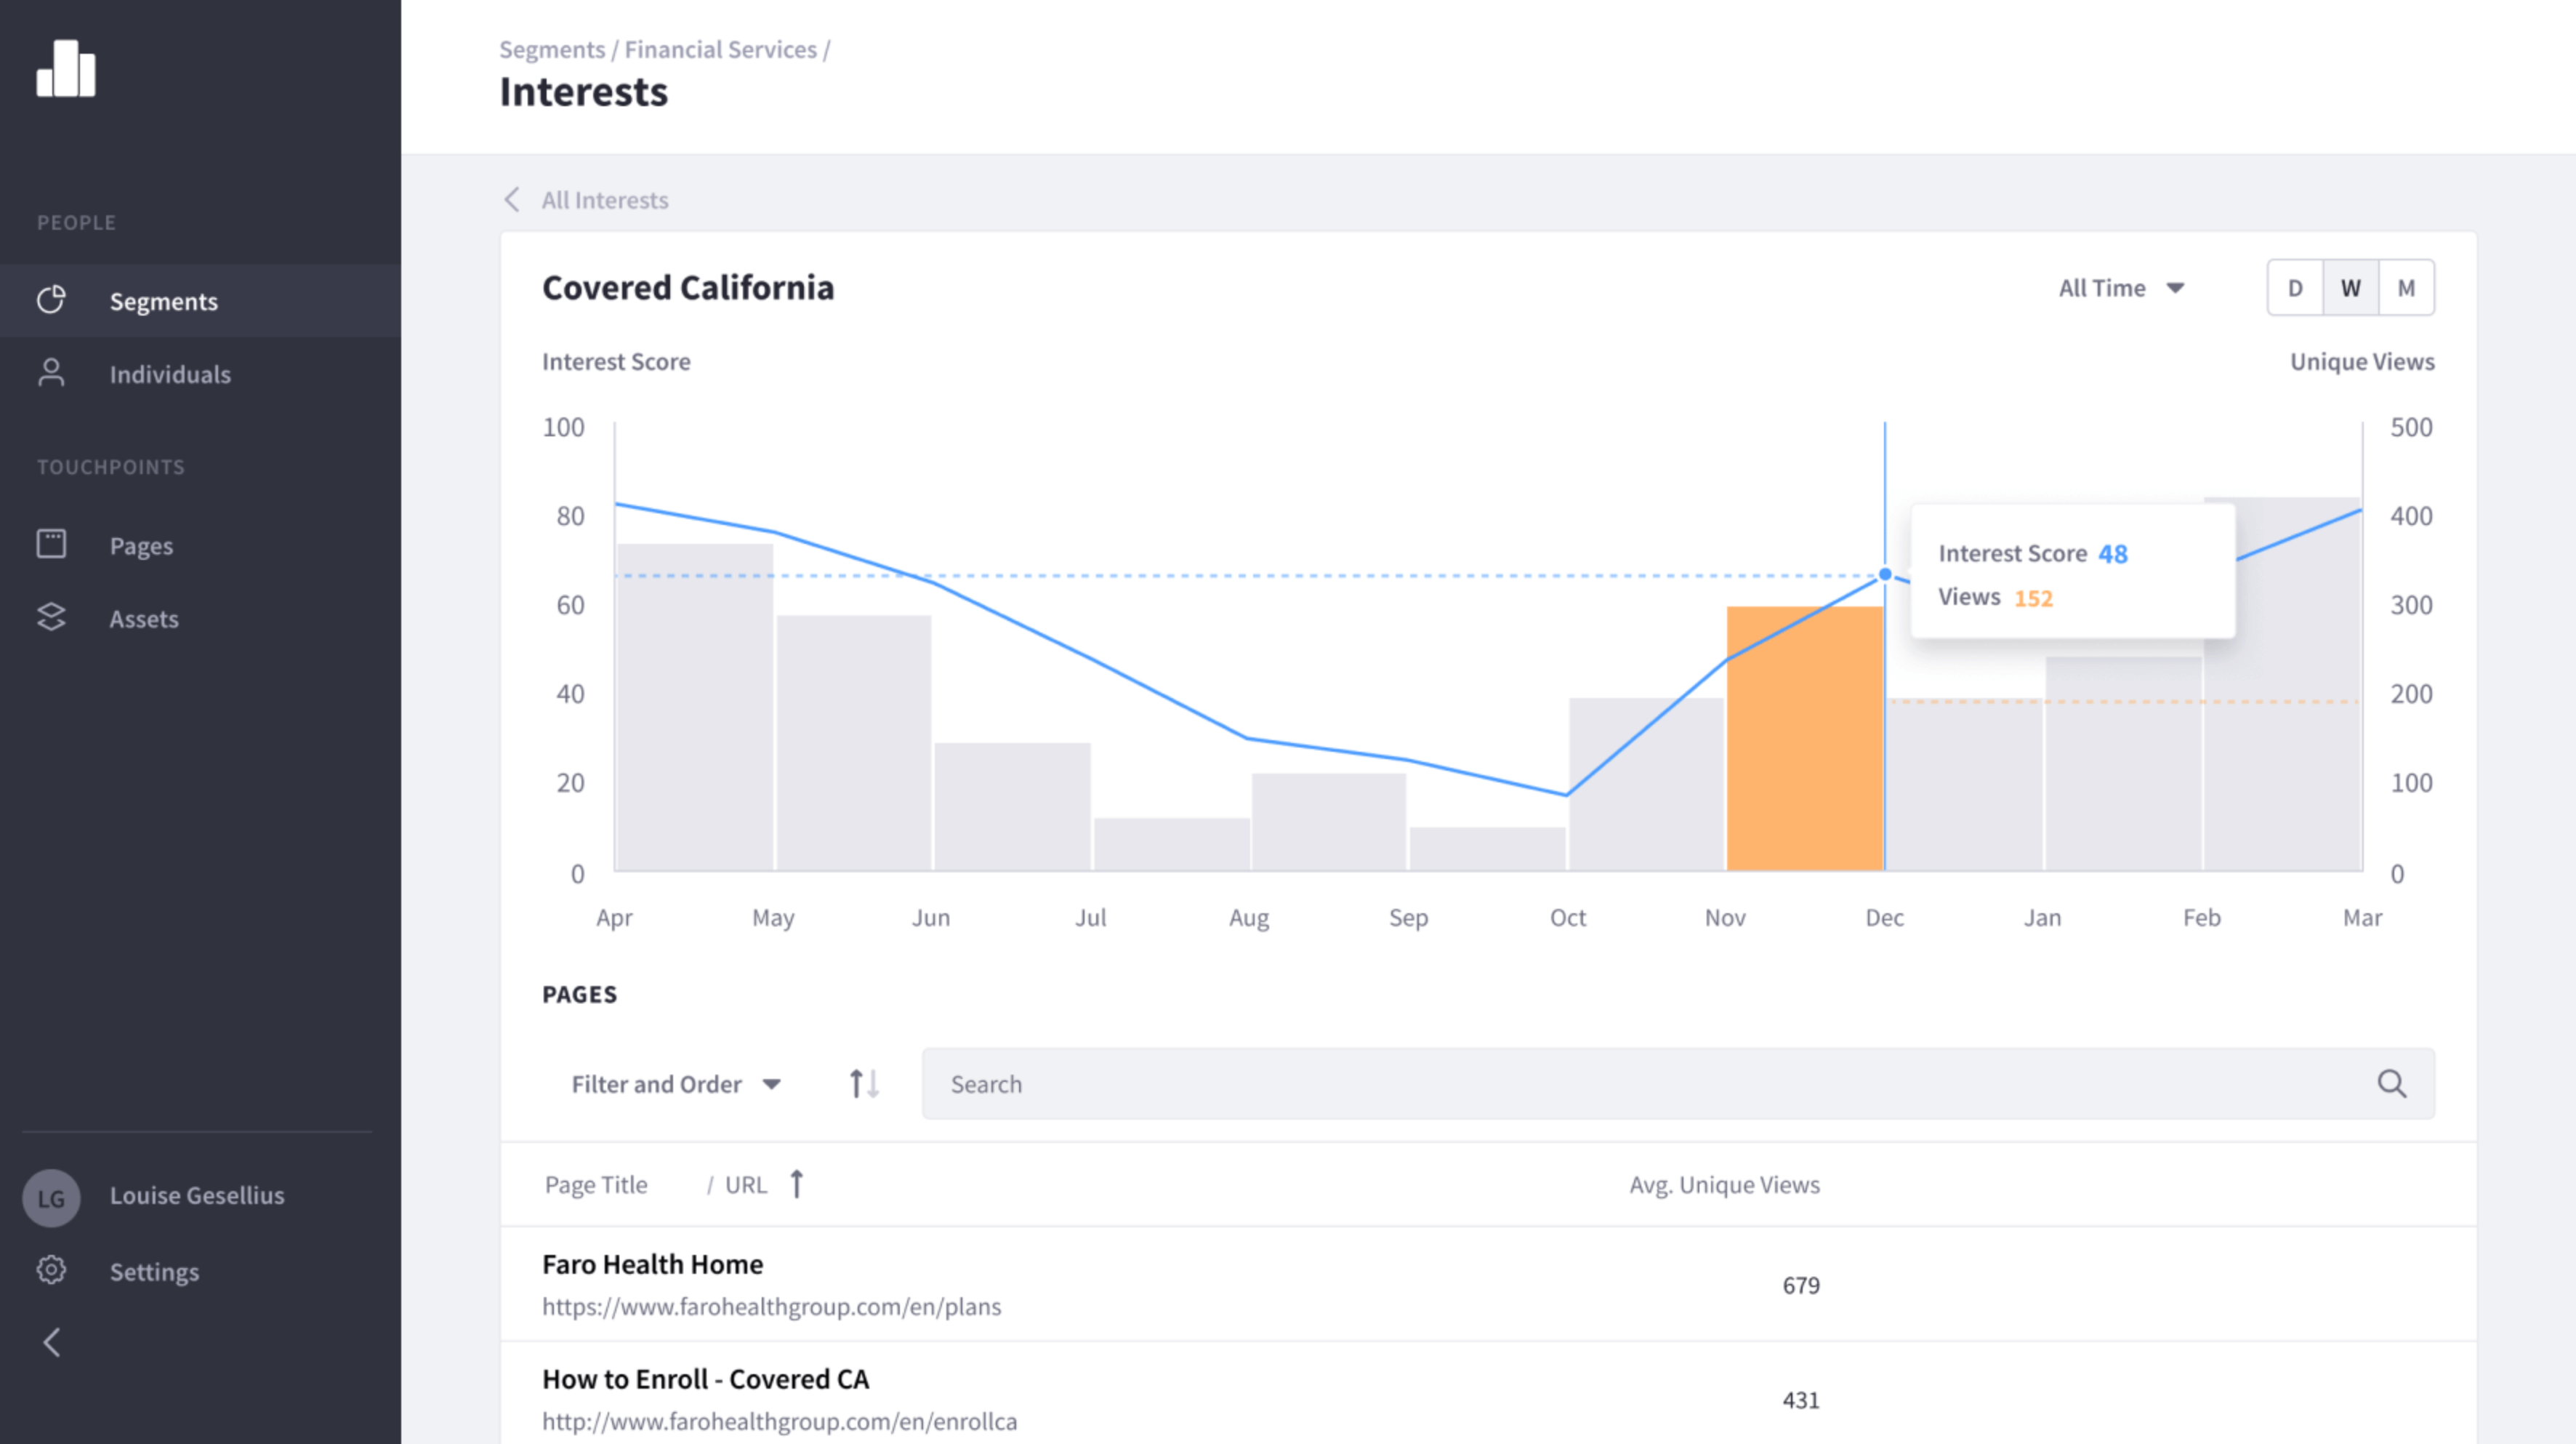 Segments / Financial Services /
Interests
PEOPLE
Segments
Individuals
TOUCHPOINTS
Pages
Assets
LG Louise Gesellius
Settings
All Interests
Covered California
All Time
D W M
Interest Score
Unique Views
100
80
60
40
20
0
500
400
300
200
100
0
Interest Score 48
Views 152
Apr May Jun Jul Aug Sep Oct Nov Dec Jan Feb Mar
PAGES
Filter and Order
Search
Page Title / URL
Avg. Unique Views
Faro Health Home
https://www.farohealthgroup.com/en/plans
679
How to Enroll - Covered CA
http://www.farohealthgroup.com/en/enrollca
431